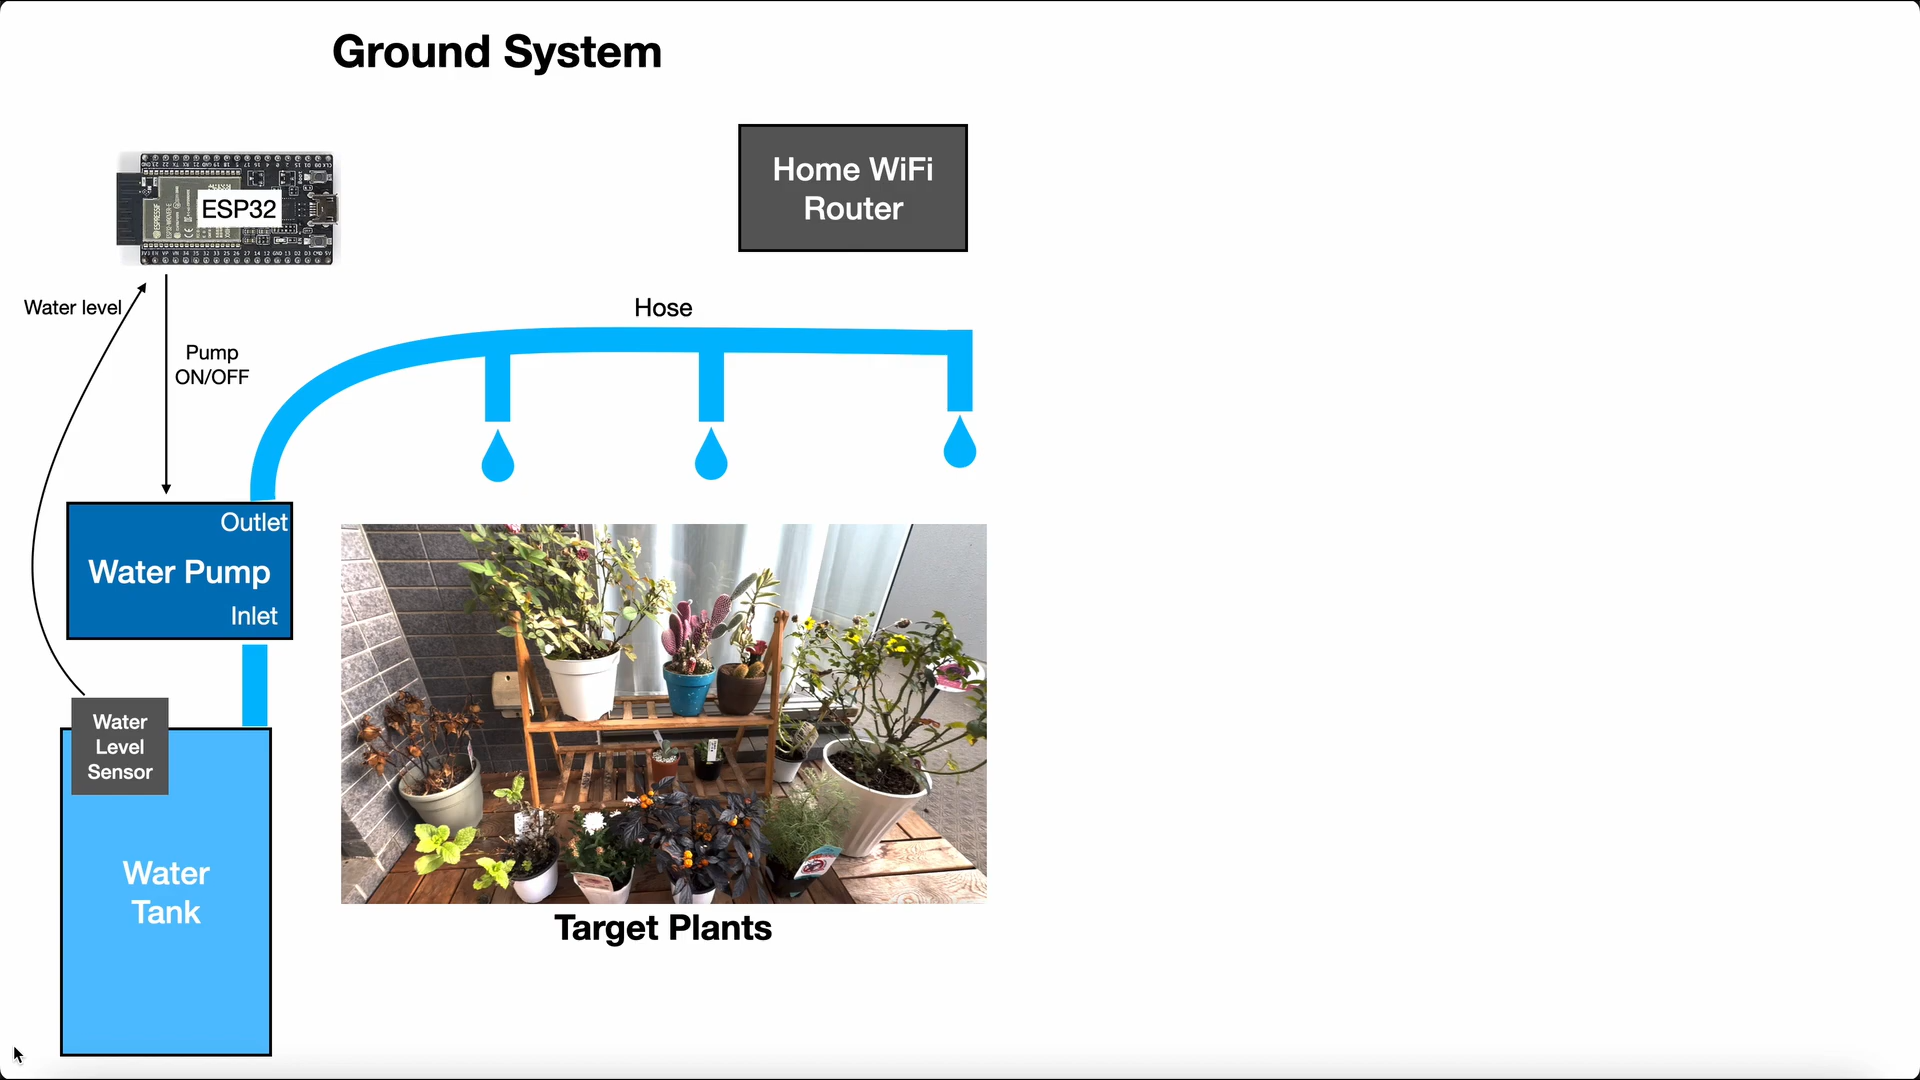 Ground System
ESP32
Home WiFi
Router
Water level
Pump
ON/OFF
Hose
Outlet
Water Pump
Inlet
Water
Level
Sensor
Water
Tank
Target Plants